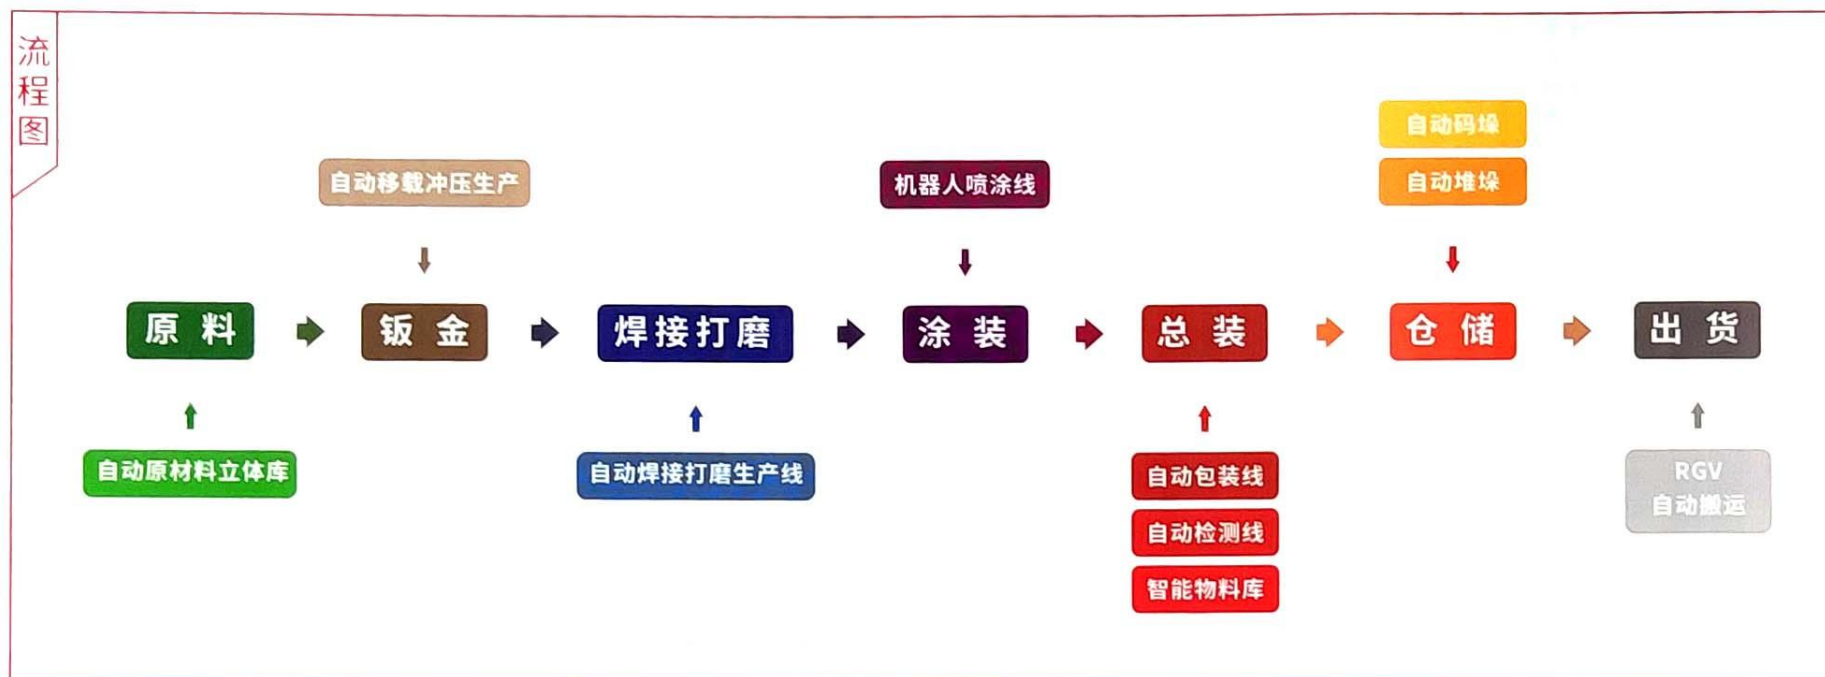 流程图
自动码垛
自动堆垛
自动移载冲压生产
机器人喷涂线
原料
钣金
焊接打磨
涂装
总装
仓储
出货
自动原材料立体库
自动焊接打磨生产线
自动包装线
自动检测线
智能物料库
RGV
自动搬运